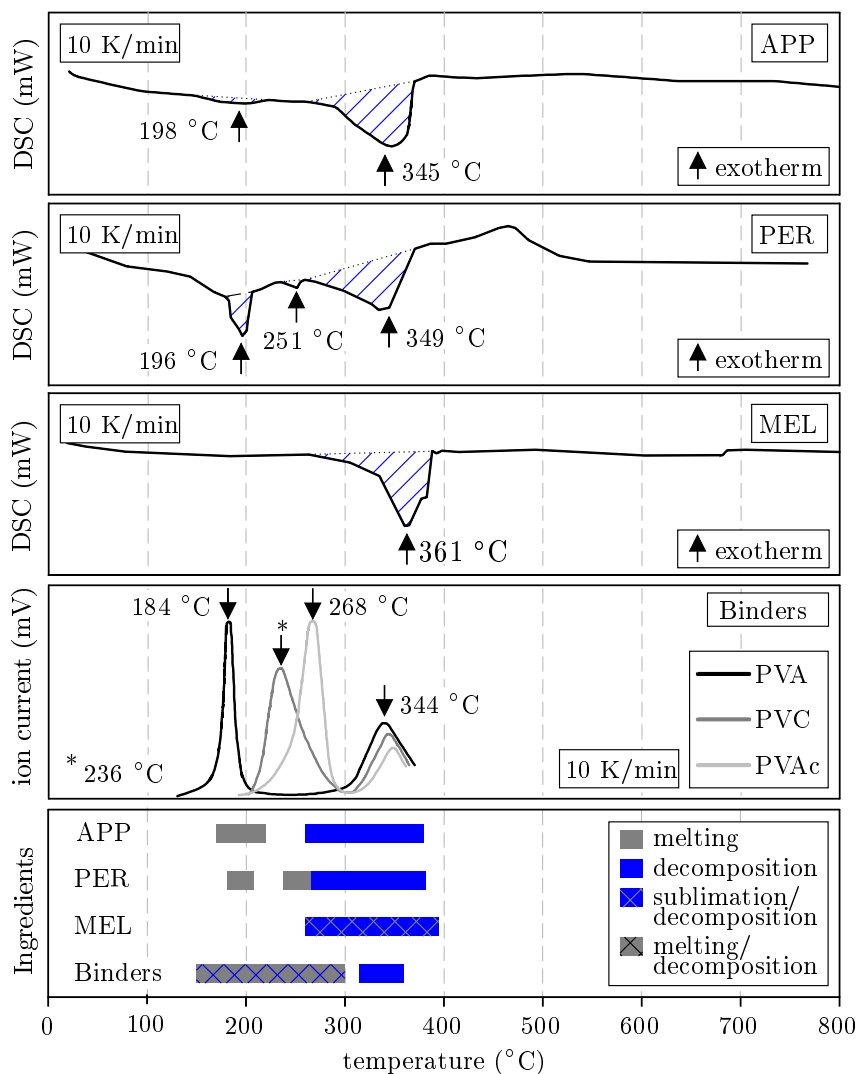 DSC (mW)
10 K/min
APP
198 °C
345 °C
exotherm
DSC (mW)
10 K/min
PER
196 °C
251 °C
349 °C
exotherm
DSC (mW)
10 K/min
MEL
361 °C
exotherm
ion current (mV)
184 °C
*
268 °C
Binders
344 °C
PVA
PVC
PVAc
* 236 °C
10 K/min
Ingredients
APP
PER
MEL
Binders
melting
decomposition
sublimation/
decomposition
melting/
decomposition
0 100 200 300 400 500 600 700 800
temperature (°C)